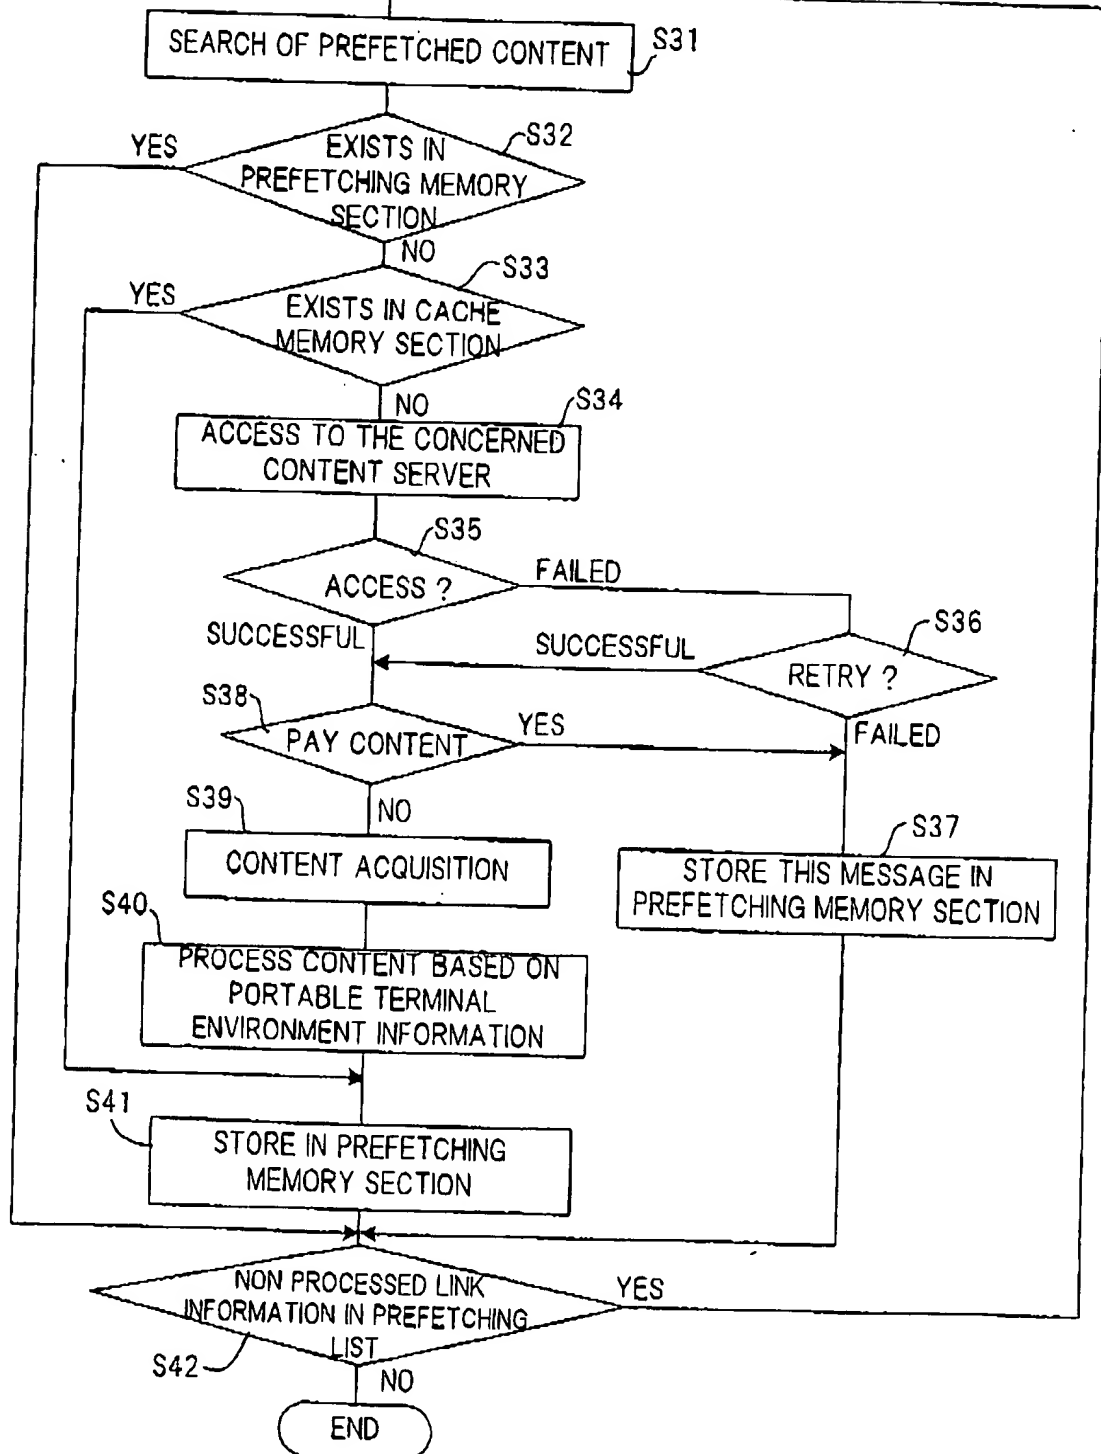 SEARCH OF PREFETCHED CONTENT
S31
YES
EXISTS IN
PREFETCHING MEMORY
SECTION
S32
NO
YES
EXISTS IN CACHE
MEMORY SECTION
S33
NO
S34
ACCESS TO THE CONCERNED
CONTENT SERVER
S35
ACCESS ?
FAILED
SUCCESSFUL
SUCCESSFUL
S36
RETRY ?
FAILED
S38
PAY CONTENT
YES
NO
S39
CONTENT ACQUISITION
S37
STORE THIS MESSAGE IN
PREFETCHING MEMORY SECTION
S40
PROCESS CONTENT BASED ON
PORTABLE TERMINAL
ENVIRONMENT INFORMATION
S41
STORE IN PREFETCHING
MEMORY SECTION
NON PROCESSED LINK
INFORMATION IN PREFETCHING
LIST
YES
S42
NO
END